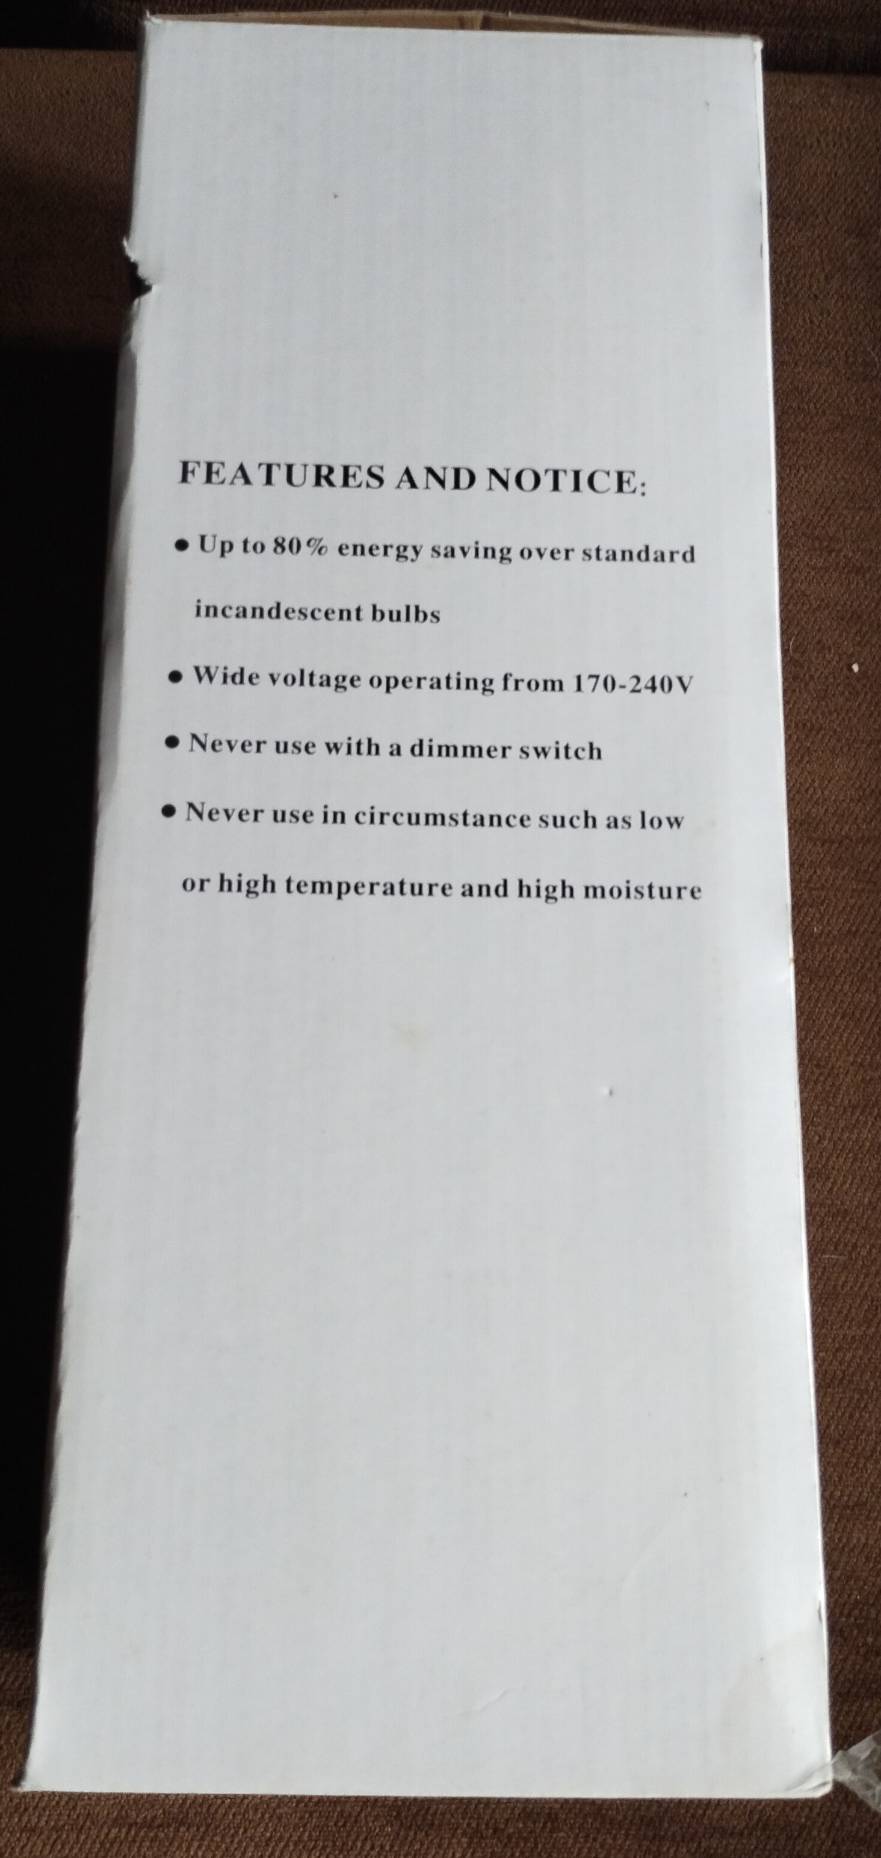 FEATURES AND NOTICE:
● Up to 80% energy saving over standard
incandescent bulbs
● Wide voltage operating from 170-240V
● Never use with a dimmer switch
● Never use in circumstance such as low
or high temperature and high moisture